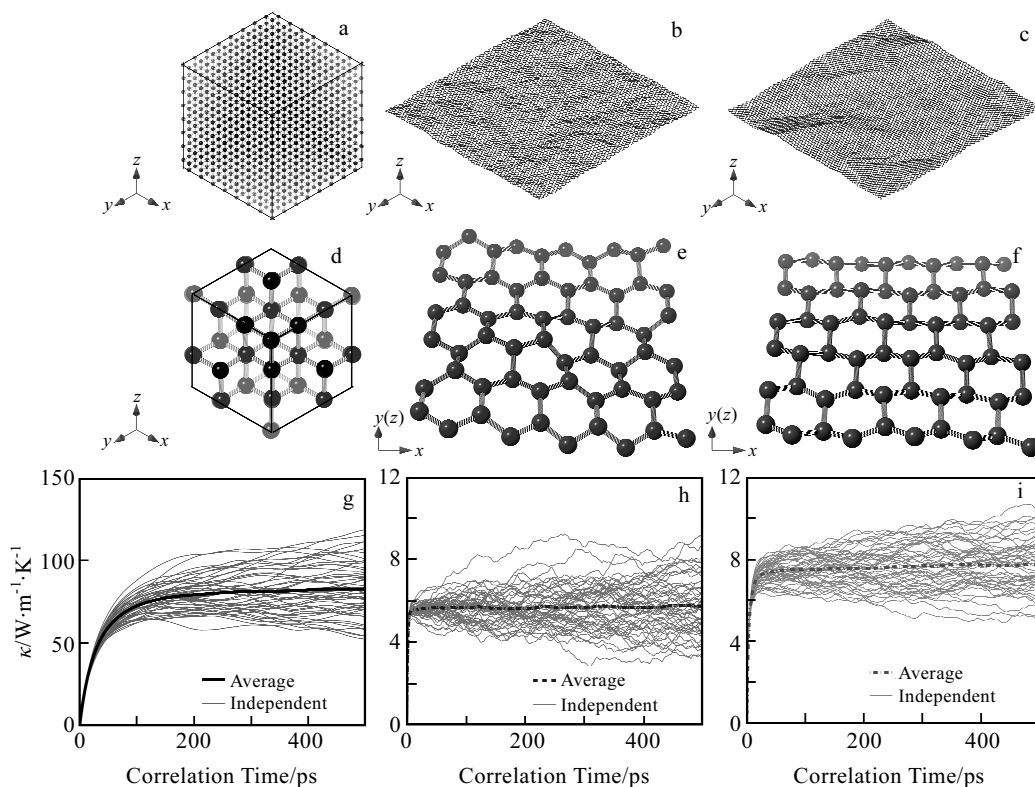 a
b
c
z
y
x
z
y
x
z
y
x
d
e
f
z
y
x
y(z)
x
y(z)
x
κ/W·m⁻¹·K⁻¹
150
100
50
0
g
Average
Independent
0
200
400
Correlation Time/ps
12
8
4
0
h
Average
Independent
0
200
400
Correlation Time/ps
12
8
4
0
i
Average
Independent
0
200
400
Correlation Time/ps